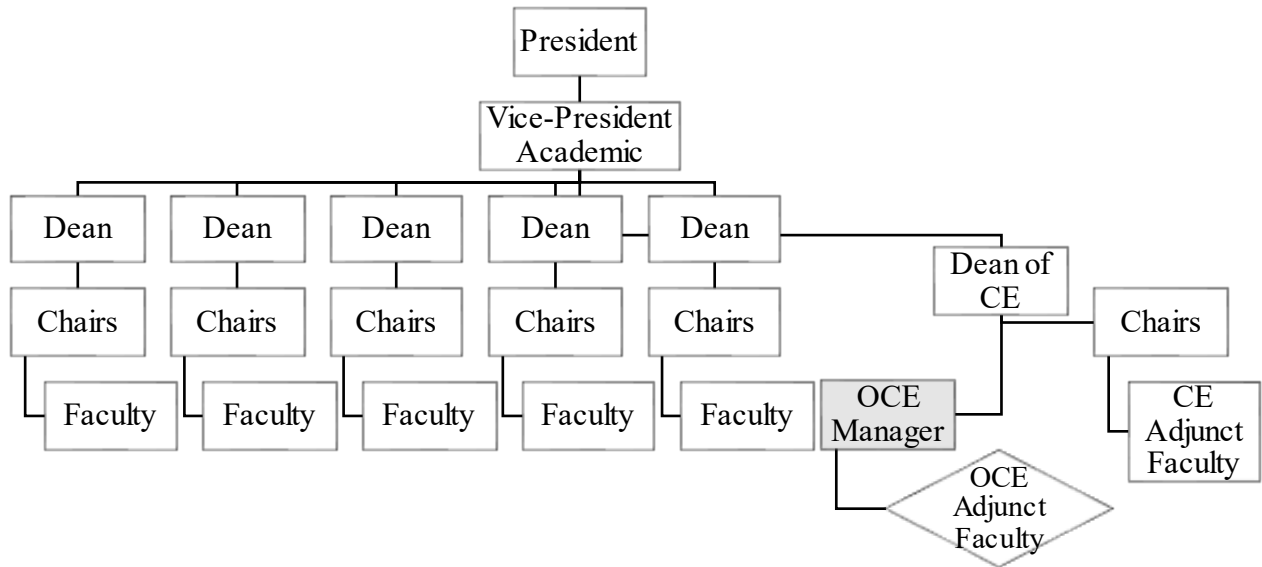 President
Vice-President
Academic
Dean
Dean
Dean
Dean
Dean
Dean of
CE
Chairs
Chairs
Chairs
Chairs
Chairs
Chairs
Faculty
Faculty
Faculty
Faculty
Faculty
OCE
Manager
CE
Adjunct
Faculty
OCE
Adjunct
Faculty